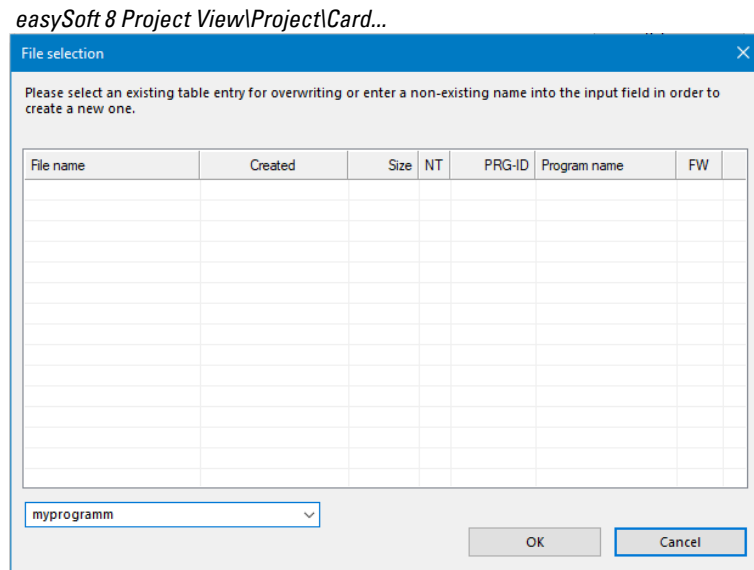 easySoft 8 Project View\Project\Card...
File selection
Please select an existing table entry for overwriting or enter a non-existing name into the input field in order to
create a new one.
File name Created Size NT PRG-ID Program name FW
myprogramm
OK Cancel